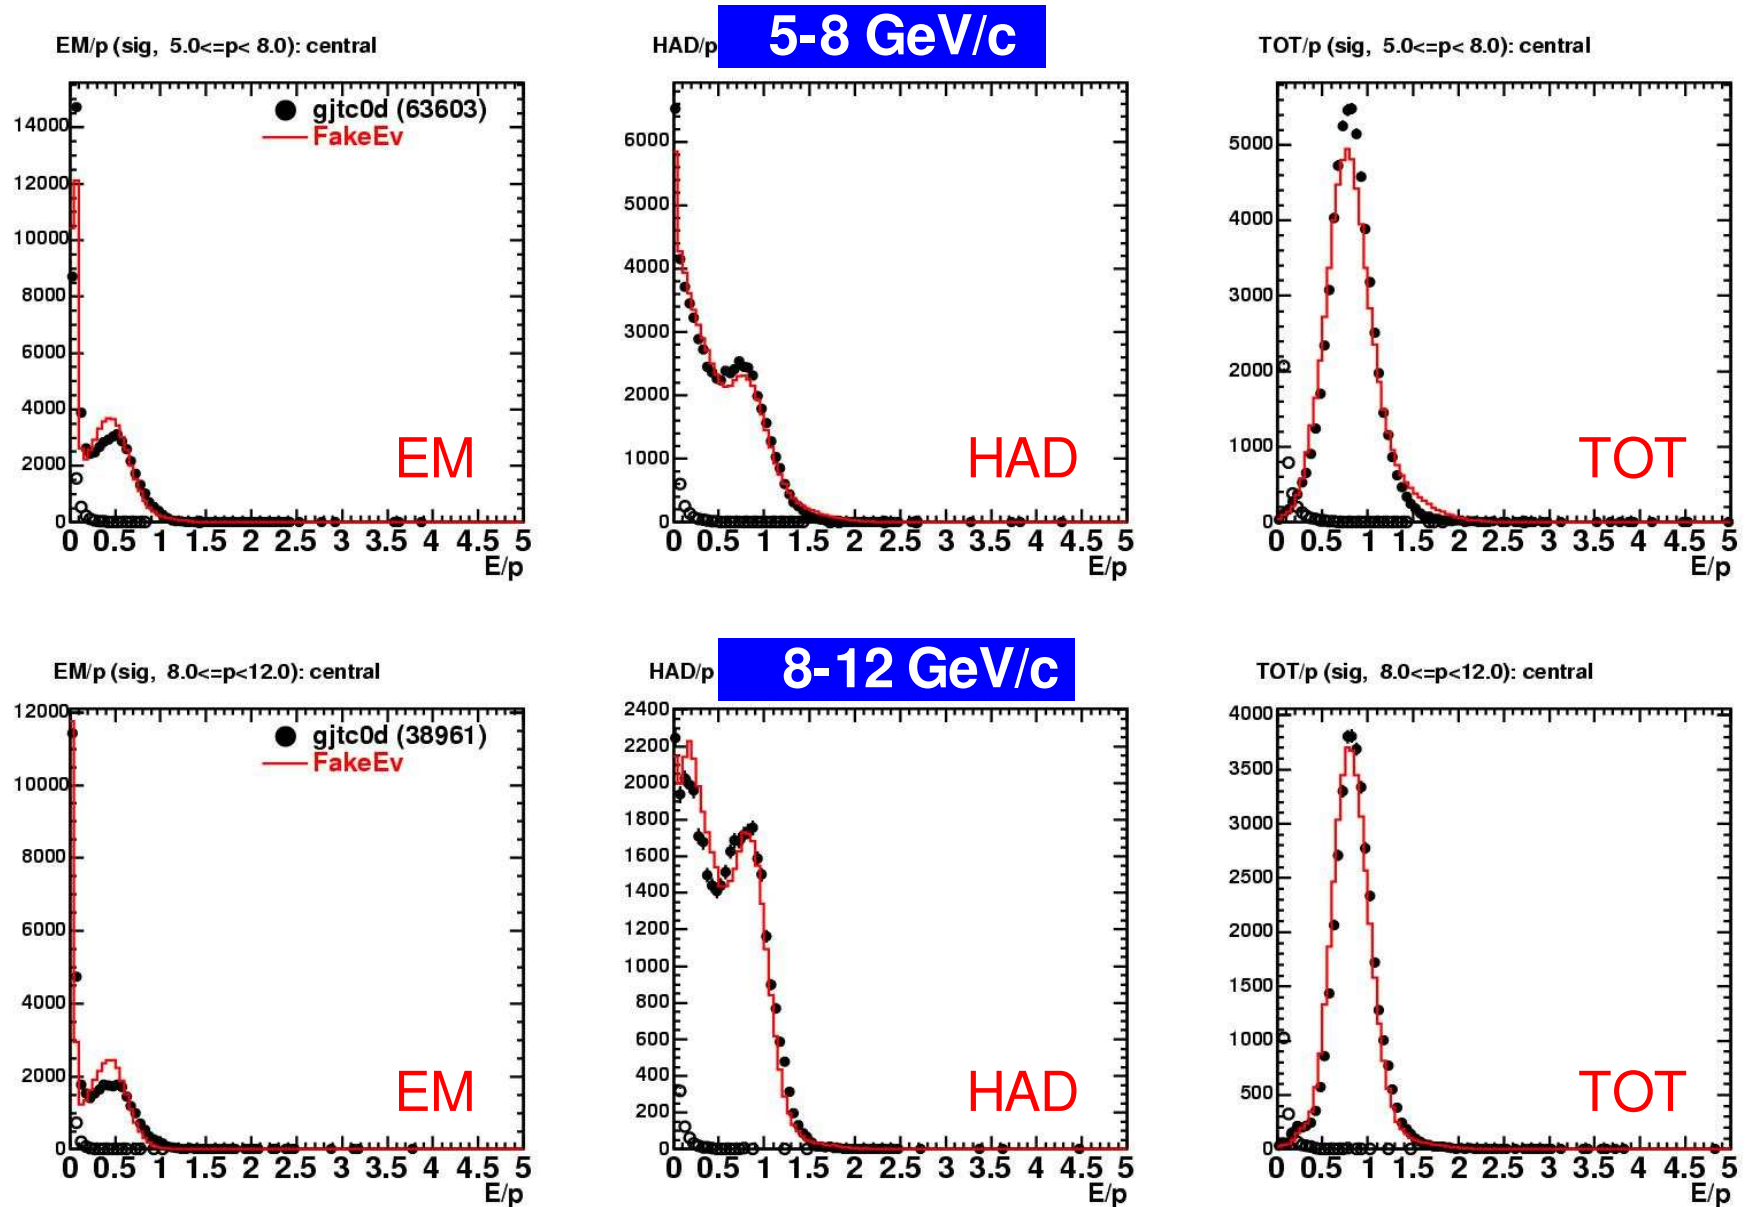 5-8 GeV/c
EM/p (sig, 5.0<=p< 8.0): central
HAD/p
TOT/p (sig, 5.0<=p< 8.0): central
gjtc0d (63603)
FakeEv
14000
12000
10000
8000
6000
4000
2000
0
EM
0 0.5 1 1.5 2 2.5 3 3.5 4 4.5 5
E/p
6000
5000
4000
3000
2000
1000
0
HAD
0 0.5 1 1.5 2 2.5 3 3.5 4 4.5 5
E/p
5000
4000
3000
2000
1000
0
TOT
0 0.5 1 1.5 2 2.5 3 3.5 4 4.5 5
E/p
8-12 GeV/c
EM/p (sig, 8.0<=p<12.0): central
HAD/p
TOT/p (sig, 8.0<=p<12.0): central
12000
gjtc0d (38961)
FakeEv
10000
8000
6000
4000
2000
0
EM
0 0.5 1 1.5 2 2.5 3 3.5 4 4.5 5
E/p
2400
2200
2000
1800
1600
1400
1200
1000
800
600
400
200
0
HAD
0 0.5 1 1.5 2 2.5 3 3.5 4 4.5 5
E/p
4000
3500
3000
2500
2000
1500
1000
500
0
TOT
0 0.5 1 1.5 2 2.5 3 3.5 4 4.5 5
E/p